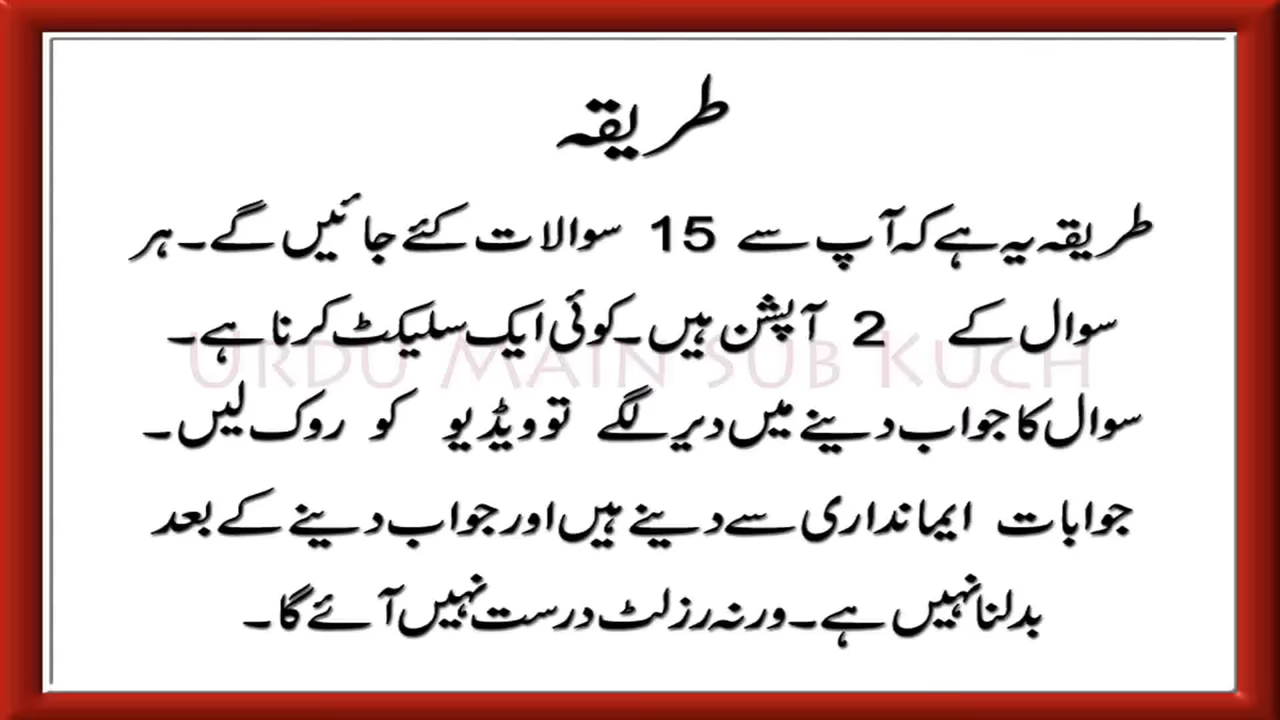 طریقہ
طریقہ یہ ہے کہ آپ سے 15 سوالات کئے جائیں گے۔ ہر
سوال کے 2 آپشن ہیں۔ کوئی ایک سلیکٹ کرنا ہے۔
URDU MAIN SUB KUCH
سوال کا جواب دینے میں دیر لگے تو ویڈیو کو روک لیں۔
جوابات ایمانداری سے دینے ہیں اور جواب دینے کے بعد
بدلنا نہیں ہے۔ ورنہ رزلٹ درست نہیں آئے گا۔